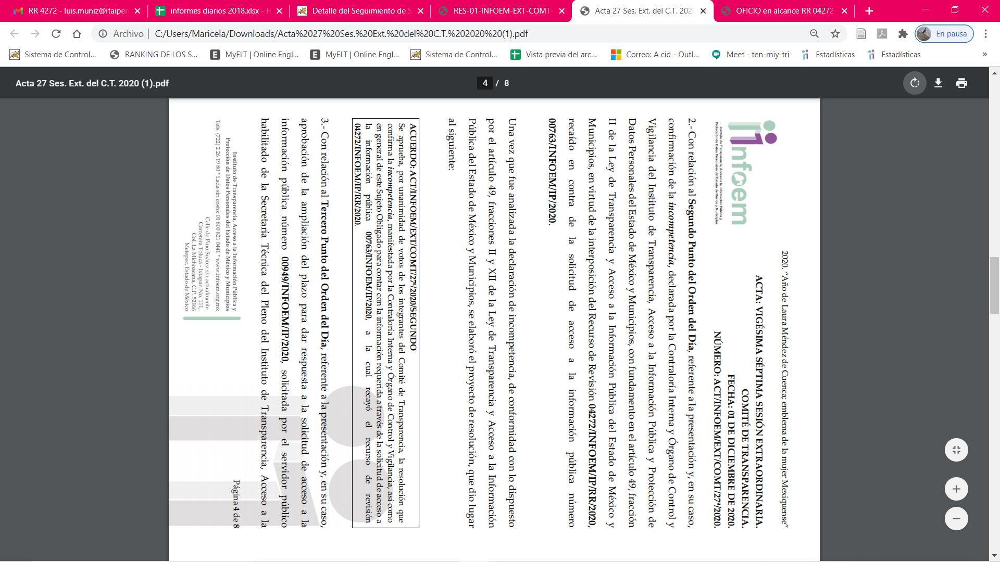 RR 4272 - luis.muniz@itaipen
informes diarios 2018.xlsx - H
Detalle del Seguimiento de S
RES-01-INFOEM-EXT-COMT-
Acta 27 Ses. Ext. del C.T. 2020
OFICIO en alcance RR 04272-
Archivo
C:/Users/Maricela/Downloads/Acta%2027%20Ses.%20Ext.%20del%20C.T.%202020%20(1).pdf
En pausa
Sistema de Control...
RANKING DE LOS S...
MyELT | Online Engl...
MyELT | Online Engl...
Sistema de Control...
Vista previa del arc...
Correo: A cid - Outl...
Meet - ten-rniy-tri
Estadísticas
Estadísticas
»
Acta 27 Ses. Ext. del C.T. 2020 (1).pdf
4 / 8
infoem
Instituto de Transparencia, Acceso a la Información Pública y
Protección de Datos Personales del Estado de México y Municipios
2020. “Año de Laura Méndez de Cuenca; emblema de la mujer Mexiquense”
ACTA: VIGÉSIMA SÉPTIMA SESIÓN EXTRAORDINARIA.
COMITÉ DE TRANSPARENCIA.
FECHA: 01 DE DICIEMBRE DE 2020.
NÚMERO: ACT/INFOEM/EXT/COMT/27ª/2020.
2.- Con relación al Segundo Punto del Orden del Día, referente a la presentación y, en su caso,
confirmación de la incompetencia, declarada por la Contraloría Interna y Órgano de Control y
Vigilancia del Instituto de Transparencia, Acceso a la Información Pública y Protección de
Datos Personales del Estado de México y Municipios, con fundamento en el artículo 49, fracción
II de la Ley de Transparencia y Acceso a la Información Pública del Estado de México y
Municipios, en virtud de la interposición del Recurso de Revisión 04272/INFOEM/IP/RR/2020,
recaído en contra de la solicitud de acceso a la información pública número
00763/INFOEM/IP/2020.
Una vez que fue analizada la declaración de incompetencia, de conformidad con lo dispuesto
por el artículo 49, fracciones II y XII de la Ley de Transparencia y Acceso a la Información
Pública del Estado de México y Municipios, se elaboró el proyecto de resolución, que dio lugar
al siguiente:
ACUERDO: ACT/INFOEM/EXT/COMT/27ª/2020/SEGUNDO
Se aprueba, por unanimidad de votos de los integrantes del Comité de Transparencia, la resolución que
confirma la incompetencia, manifestada por la Contraloría Interna y Órgano de Control y Vigilancia, así como
en general de este Sujeto Obligado para contar con la información requerida a través de la solicitud de acceso a
la información pública 00763/INFOEM/IP/2020, a la cual recayó el recurso de revisión
04272/INFOEM/IP/RR/2020.
3.- Con relación al Tercero Punto del Orden del Día, referente a la presentación y, en su caso,
aprobación de la ampliación del plazo para dar respuesta a la solicitud de acceso a la
información pública número 00949/INFOEM/IP/2020, solicitada por el servidor público
habilitado de la Secretaría Técnica del Pleno del Instituto de Transparencia, Acceso a la
Instituto de Transparencia, Acceso a la Información Pública y
Protección de Datos Personales del Estado de México y Municipios
Tels. (722) 2 26 19 80 * Lada sin costo: 01 800 821 0441 * www.infoem.org.mx
Calle de Pino Suárez s/n actualmente
Carretera Toluca - Ixtapan No. 111,
Col. La Michoacana, C.P. 52166
Metepec, Estado de México
Página 4 de 8